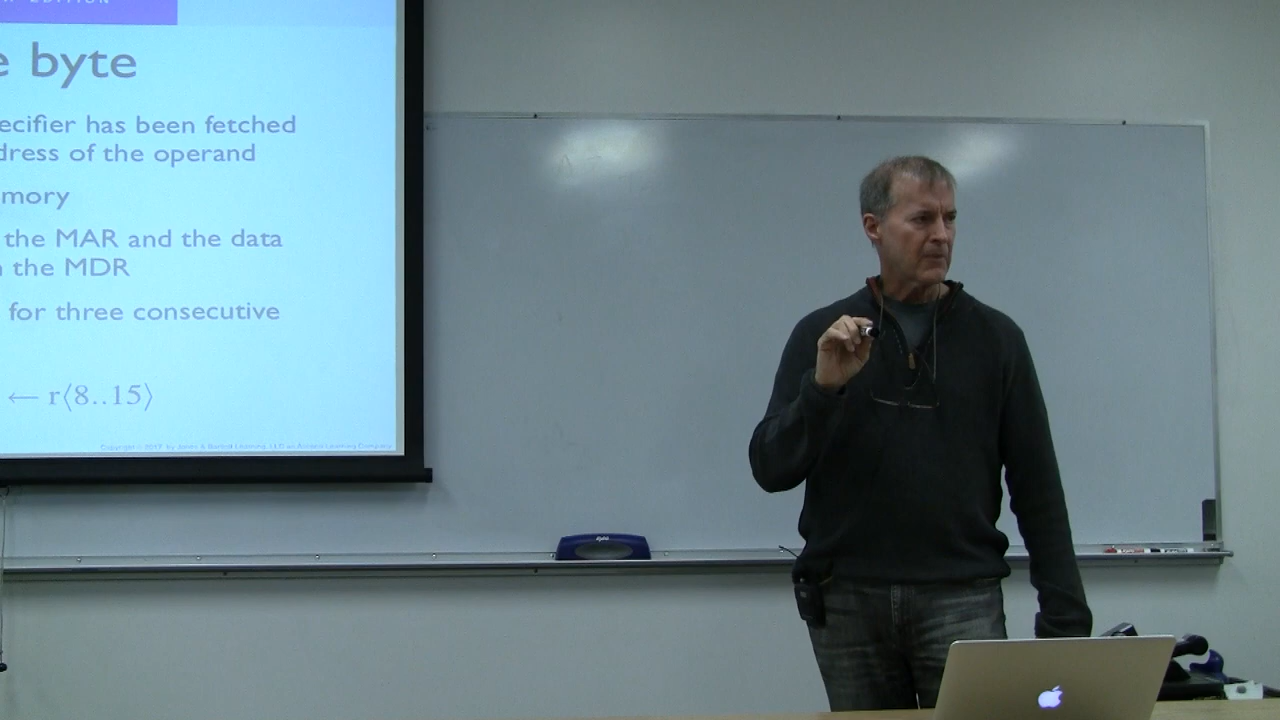 EDITION
e byte
ecifier has been fetched
dress of the operand
mory
the MAR and the data
the MDR
for three consecutive
← r⟨8..15⟩